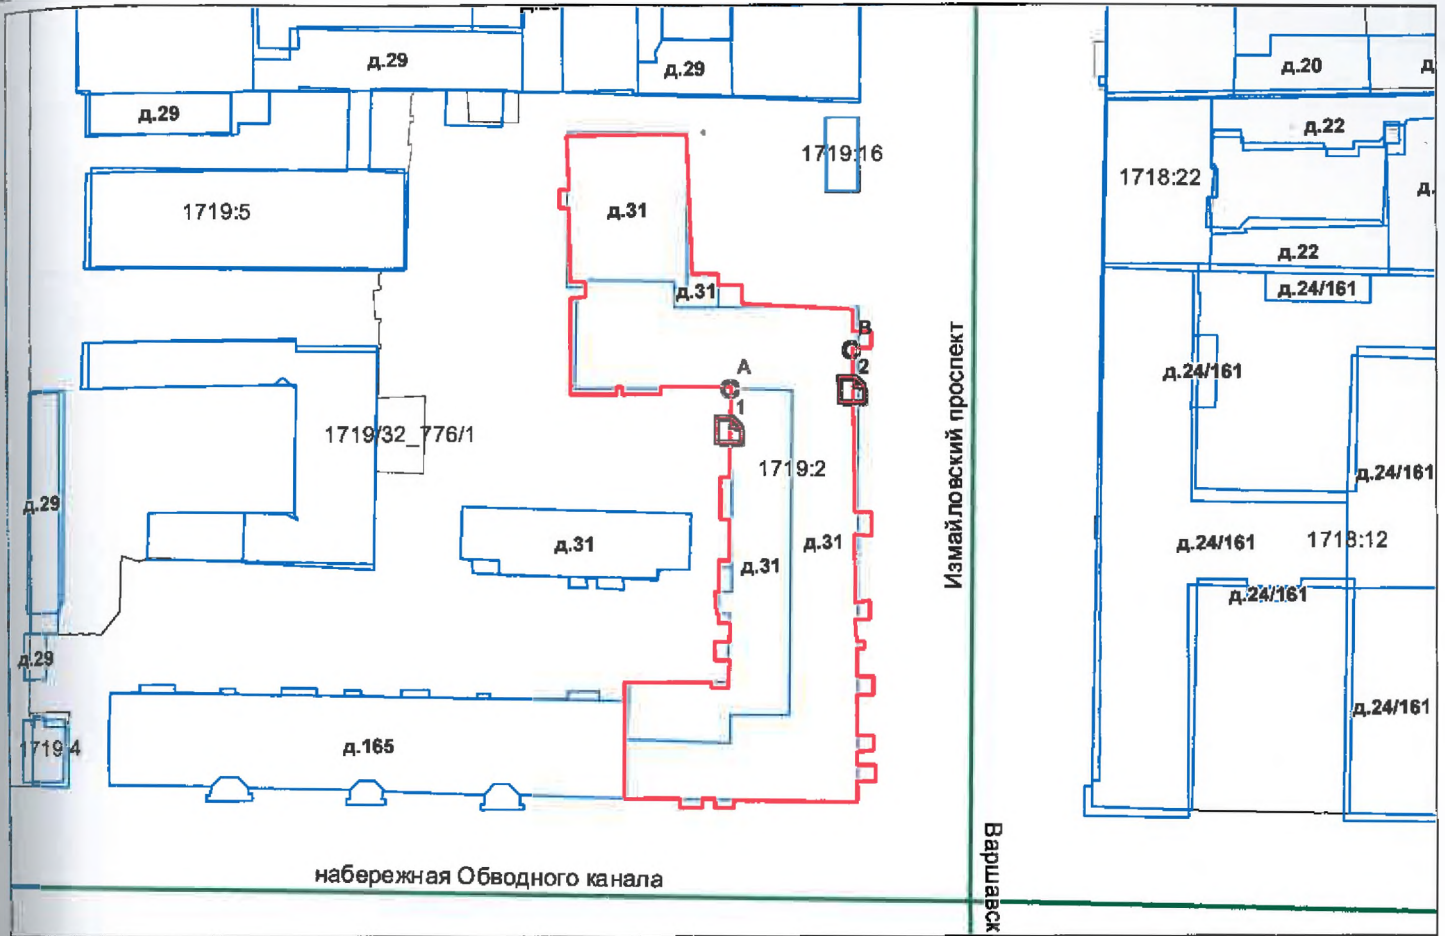 д.29
д.29
д.29
д.20
д
д.22
1719:16
1718:22
д.
1719:5
д.31
д.22
д.31
д.24/161
В
2
А
1
Измайловский проспект
д.24/161
1719/32_776/1
1719:2
д.24/161
д.29
д.31
д.31
д.31
д.24/161
1718:12
д.24/161
д.29
1719:4
д.165
д.24/161
Варшавск
набережная Обводного канала